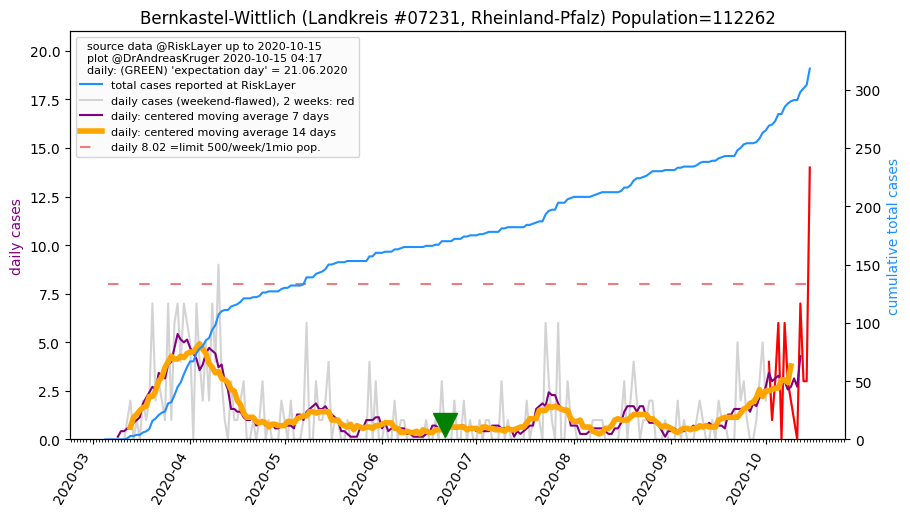 Bernkastel-Wittlich (Landkreis #07231, Rheinland-Pfalz) Population=112262
source data @RiskLayer up to 2020-10-15
plot @DrAndreasKruger 2020-10-15 04:17
daily: (GREEN) 'expectation day' = 21.06.2020
total cases reported at RiskLayer
daily cases (weekend-flawed), 2 weeks: red
daily: centered moving average 7 days
daily: centered moving average 14 days
daily 8.02 =limit 500/week/1mio pop.
daily cases
20.0
17.5
15.0
12.5
10.0
7.5
5.0
2.5
0.0
cumulative total cases
300
250
200
150
100
50
0
2020-03
2020-04
2020-05
2020-06
2020-07
2020-08
2020-09
2020-10